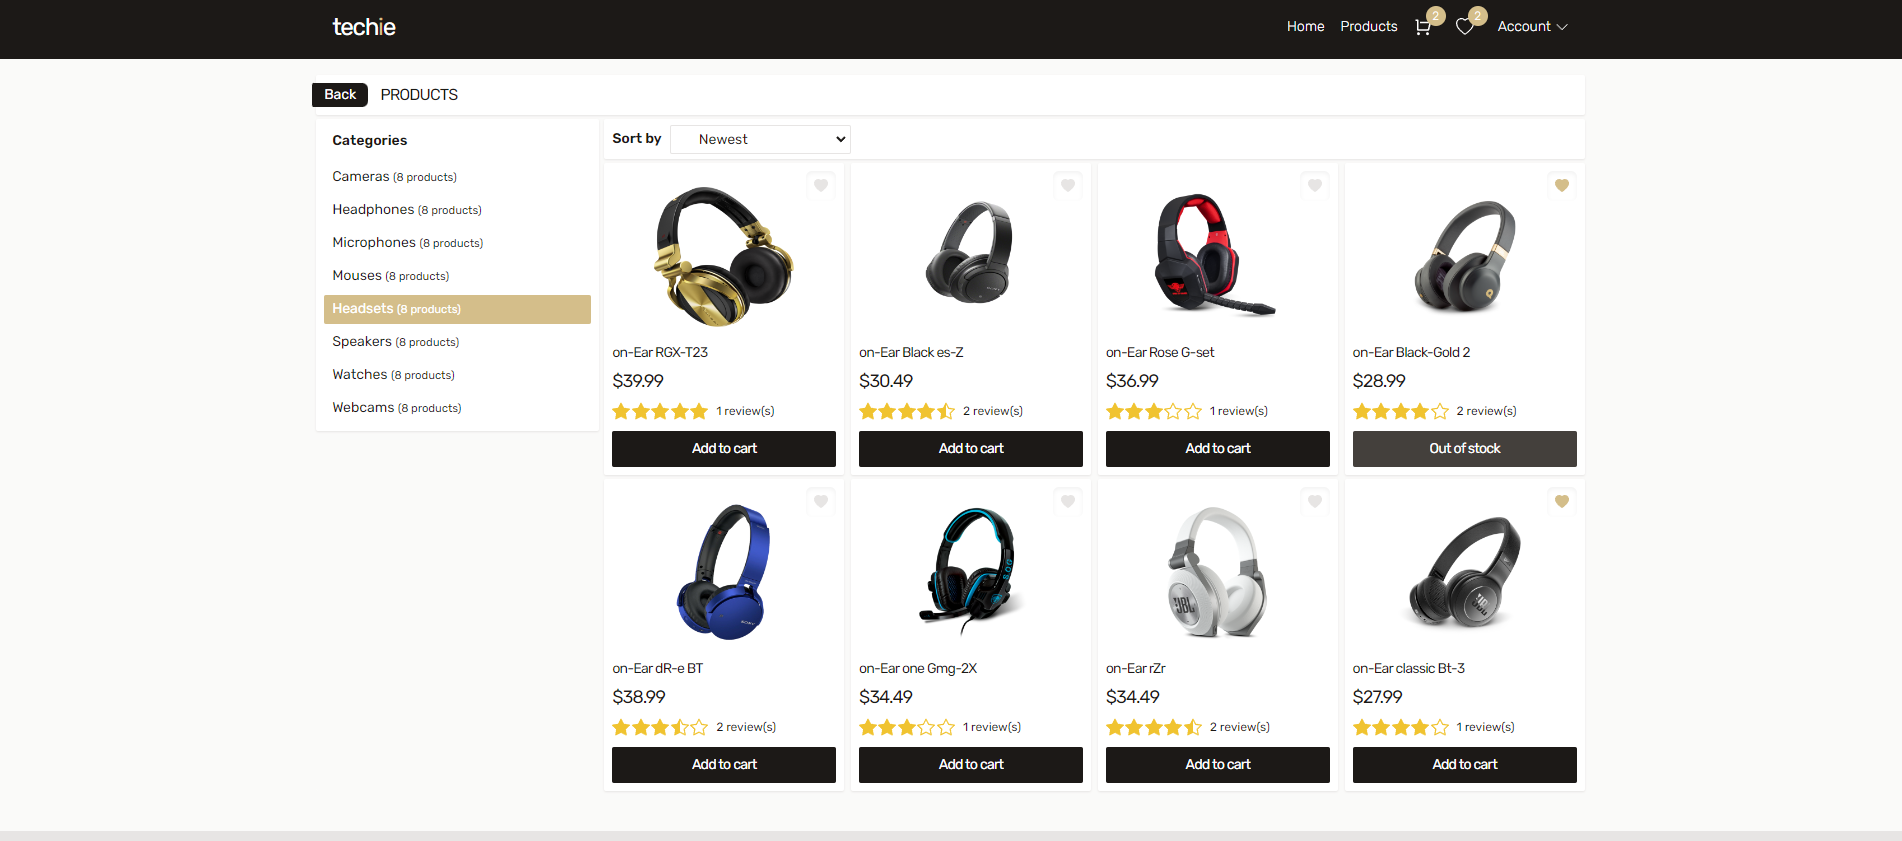 techie
Home Products 2 2 Account
Back PRODUCTS
Categories
Cameras (8 products)
Headphones (8 products)
Microphones (8 products)
Mouses (8 products)
Headsets (8 products)
Speakers (8 products)
Watches (8 products)
Webcams (8 products)
Sort by Newest
on-Ear RGX-T23
$39.99
1 review(s)
Add to cart
on-Ear Black es-Z
$30.49
2 review(s)
Add to cart
on-Ear Rose G-set
$36.99
1 review(s)
Add to cart
on-Ear Black-Gold 2
$28.99
2 review(s)
Out of stock
SONY
on-Ear dR-e BT
$38.99
2 review(s)
Add to cart
on-Ear one Gmg-2X
$34.49
1 review(s)
Add to cart
JBL
on-Ear rZr
$34.49
2 review(s)
Add to cart
JBL
on-Ear classic Bt-3
$27.99
1 review(s)
Add to cart